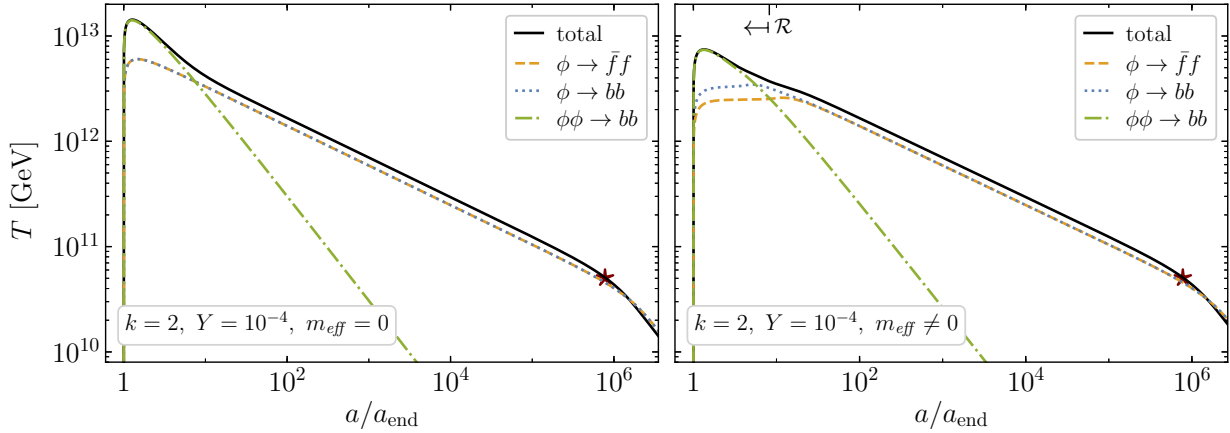 10¹³
10¹²
10¹¹
10¹⁰
T [GeV]
total
ϕ → f̄f
ϕ → bb
ϕϕ → bb
k = 2, Y = 10⁻⁴, m_eff = 0
1
10²
10⁴
10⁶
a/a_end
R
total
ϕ → f̄f
ϕ → bb
ϕϕ → bb
k = 2, Y = 10⁻⁴, m_eff ≠ 0
1
10²
10⁴
10⁶
a/a_end